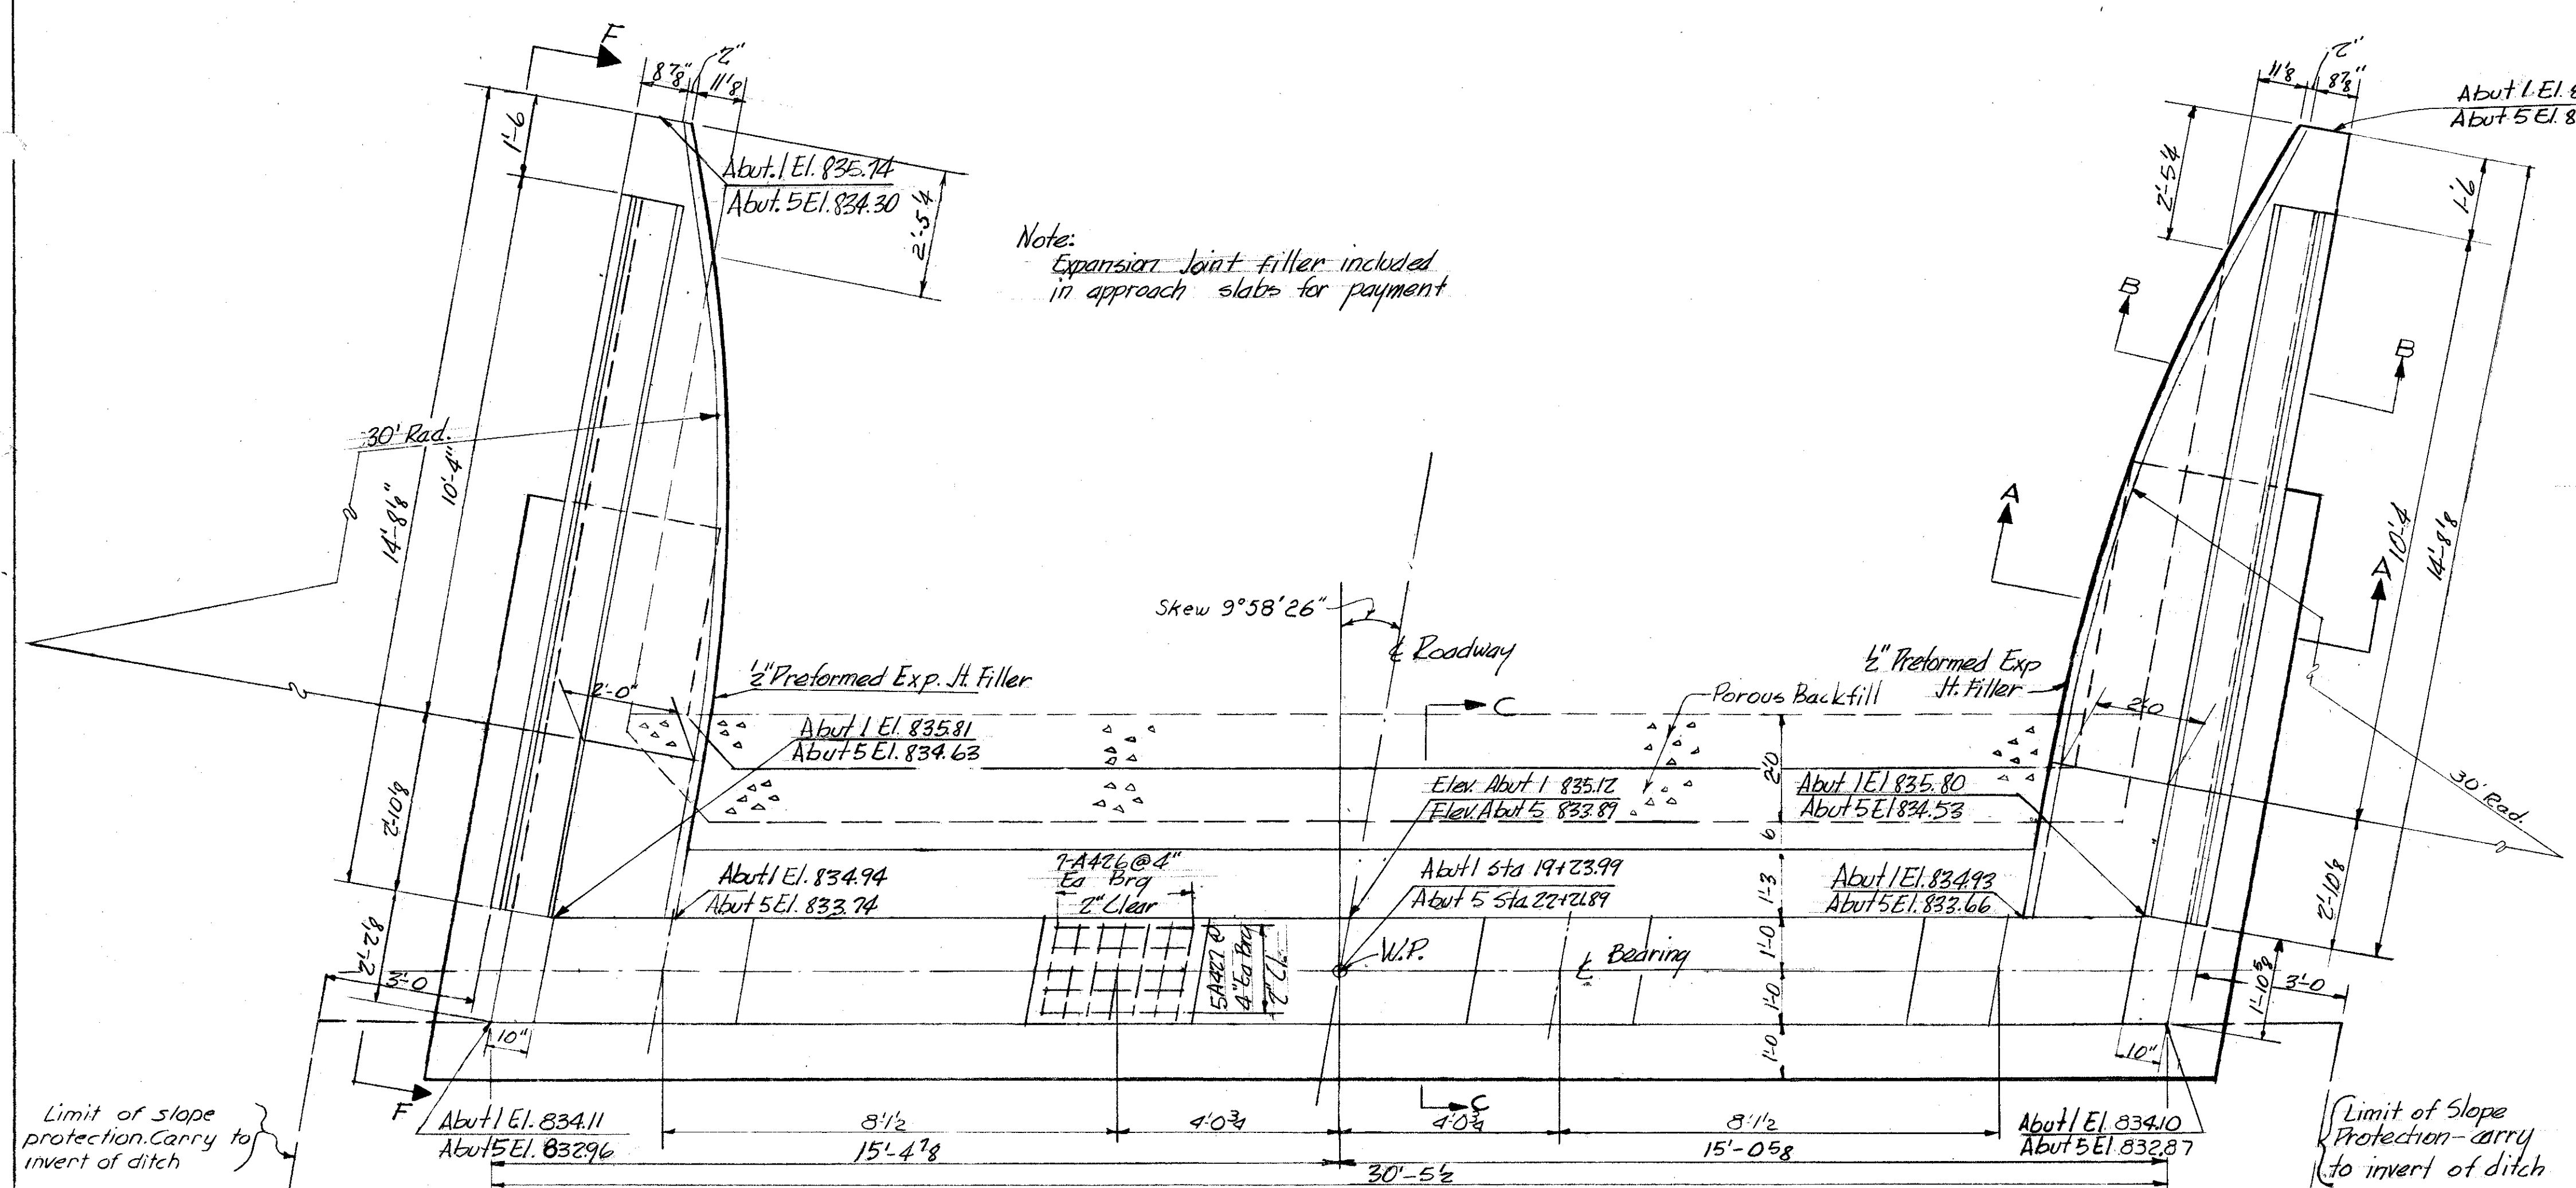 F
8 7/8"
2"
11 1/8
1'-6
Abut. 1 El. 835.74
Abut. 5 El. 834.30
2'-5 1/4
Note:
Expansion Joint filler included
in approach slabs for payment
11 1/8
2"
8 7/8"
Abut 1 El. 8
Abut 5 El. 8
2'-5 1/4
1'-6
B
B
30' Rad.
14'-8 1/8"
10'-4"
A
A
10'-4
14'-8 1/8
Skew 9°58'26"
℄ Roadway
1/2" Preformed Exp. Jt. Filler
1/2" Preformed Exp
Jt. Filler
Porous Backfill
C
2'-0"
2'-0
2'-0
Abut 1 El. 835.81
Abut 5 El. 834.63
Elev. Abut 1 835.12
Elev. Abut 5 833.89
Abut 1 El 835.80
Abut 5 El 834.53
30' Rad.
2'-10 1/8
6
7-A426 @ 4"
Ea Brg
2" Clear
Abut 1 El. 834.94
Abut 5 El. 833.74
Abut 1 Sta 19+23.99
Abut 5 Sta 22+21.89
1'-3
Abut 1 El. 834.93
Abut 5 El. 833.66
2'-10 1/8
5A427 @
4" Ea Brg
2" CL.
W.P.
℄ Bearing
1'-0
1'-0
1'-0
2'-2 1/8
3'-0
1'-10 5/8
3'-0
10"
10"
F
C
Limit of slope
protection. Carry to
invert of ditch
Abut 1 El. 834.11
Abut 5 El. 832.96
8'-1 1/2
4'-0 3/4
4'-0 3/4
8'-1 1/2
Abut 1 El. 834.10
Abut 5 El. 832.87
15'-4 7/8
15'-0 5/8
30'-5 1/2
Limit of Slope
Protection-carry
to invert of ditch